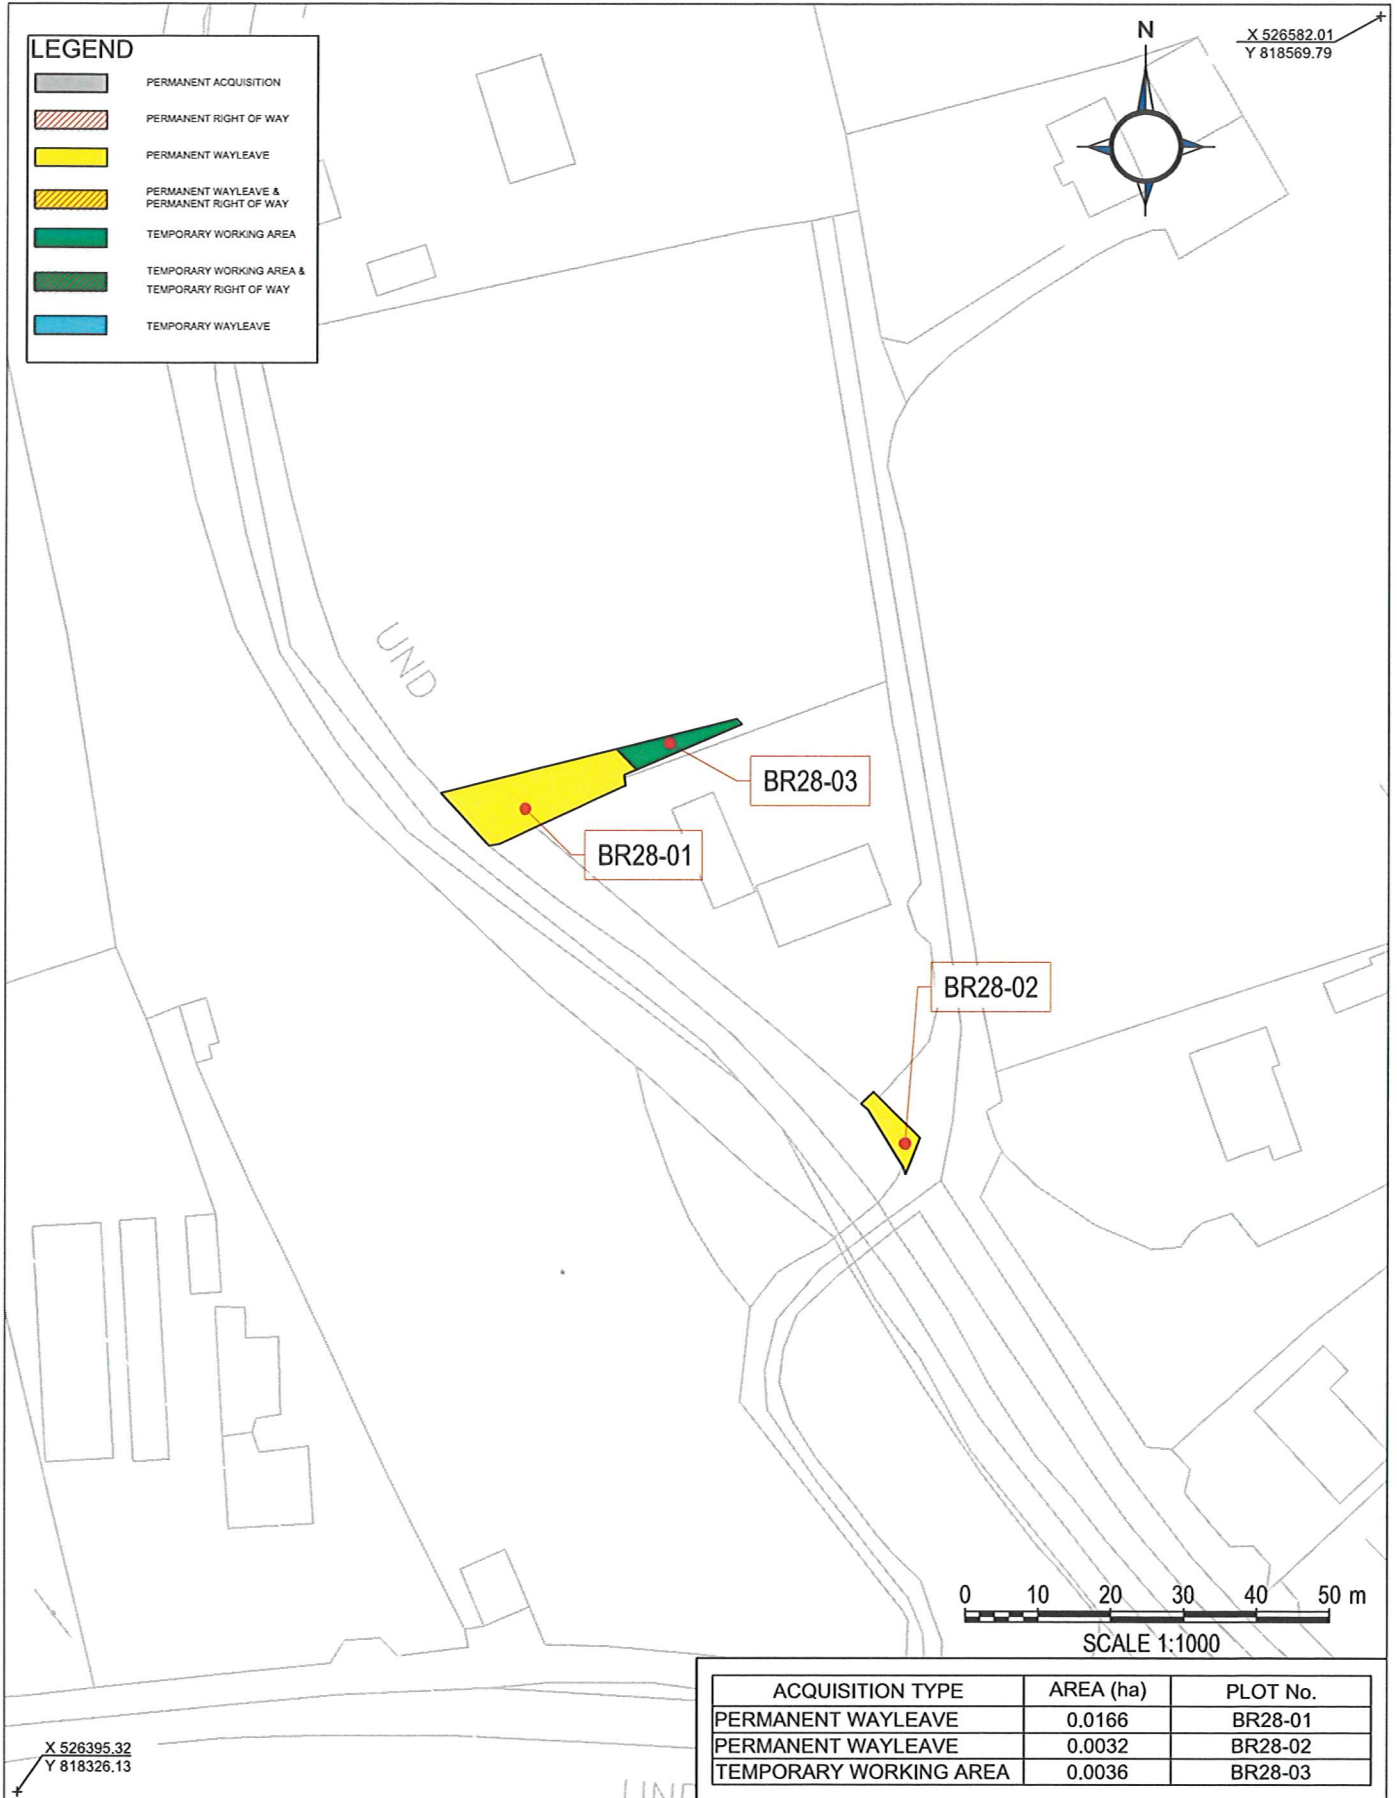 LEGEND
PERMANENT ACQUISITION
PERMANENT RIGHT OF WAY
PERMANENT WAYLEAVE
PERMANENT WAYLEAVE &
PERMANENT RIGHT OF WAY
TEMPORARY WORKING AREA
TEMPORARY WORKING AREA &
TEMPORARY RIGHT OF WAY
TEMPORARY WAYLEAVE
N
X 526582.01
Y 818569.79
UND
BR28-03
BR28-01
BR28-02
0 10 20 30 40 50 m
SCALE 1:1000
ACQUISITION TYPE AREA (ha) PLOT No.
PERMANENT WAYLEAVE 0.0166 BR28-01
PERMANENT WAYLEAVE 0.0032 BR28-02
TEMPORARY WORKING AREA 0.0036 BR28-03
X 526395.32
Y 818326.13
UND